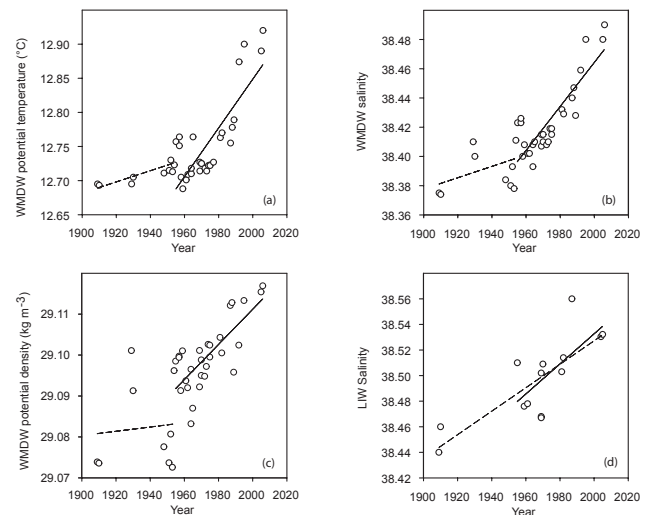 WMDW potential temperature (°C)
12.90
12.85
12.80
12.75
12.70
12.65
(a)
1900 1920 1940 1960 1980 2000 2020
Year
WMDW salinity
38.48
38.46
38.44
38.42
38.40
38.38
38.36
(b)
1900 1920 1940 1960 1980 2000 2020
Year
WMDW potential density (kg m-3)
29.11
29.10
29.09
29.08
29.07
(c)
1900 1920 1940 1960 1980 2000 2020
Year
LIW Salinity
38.56
38.54
38.52
38.50
38.48
38.46
38.44
38.42
(d)
1900 1920 1940 1960 1980 2000 2020
Year